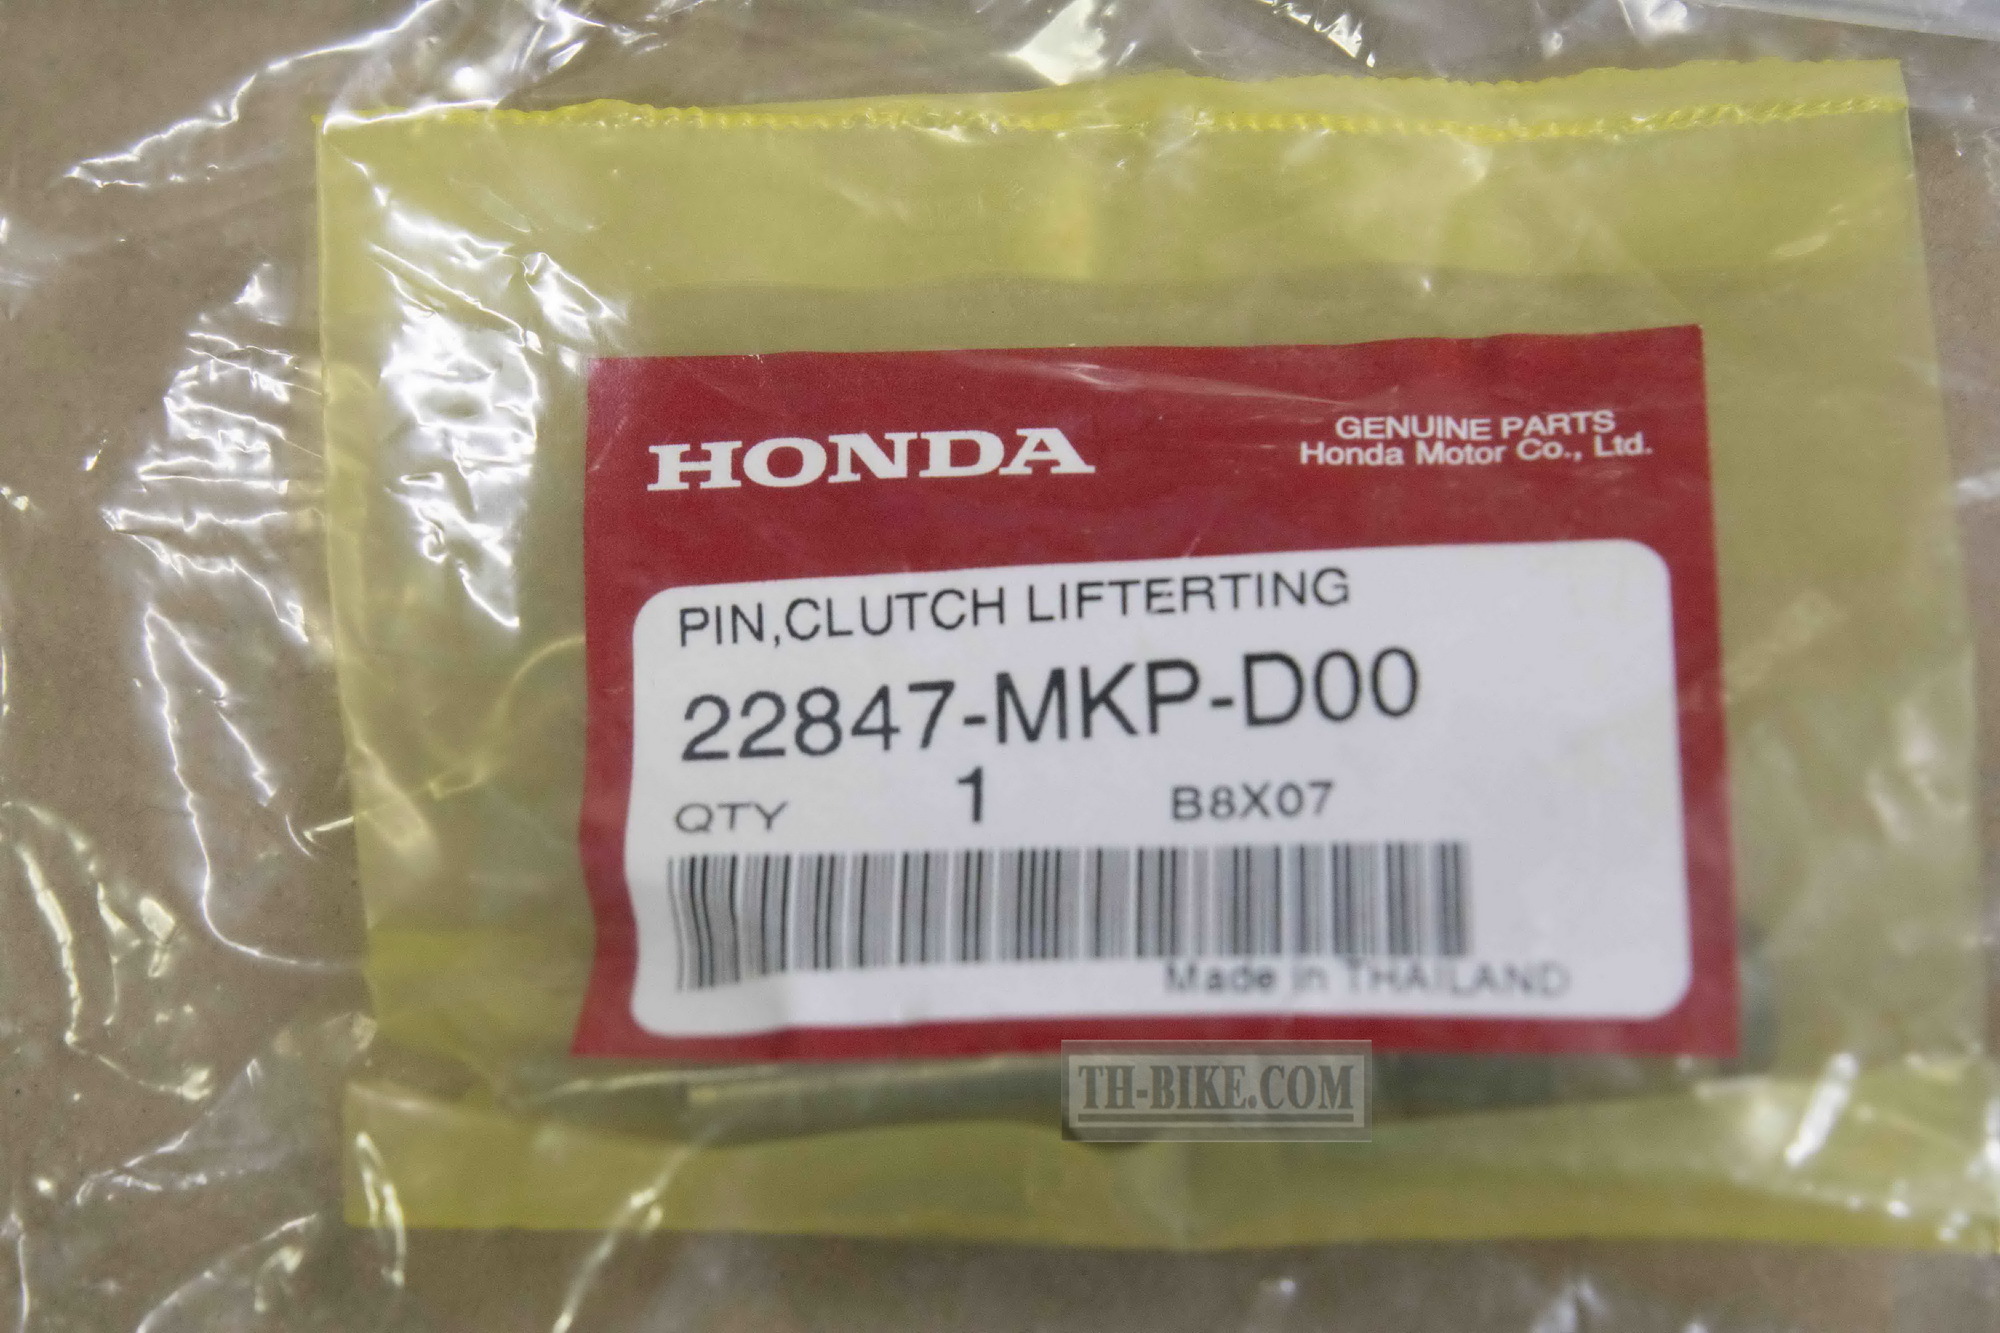 HONDA
GENUINE PARTS
Honda Motor Co., Ltd.
PIN,CLUTCH LIFTERTING
22847-MKP-D00
QTY 1 B8X07
Made in THAILAND
TH-BIKE.COM